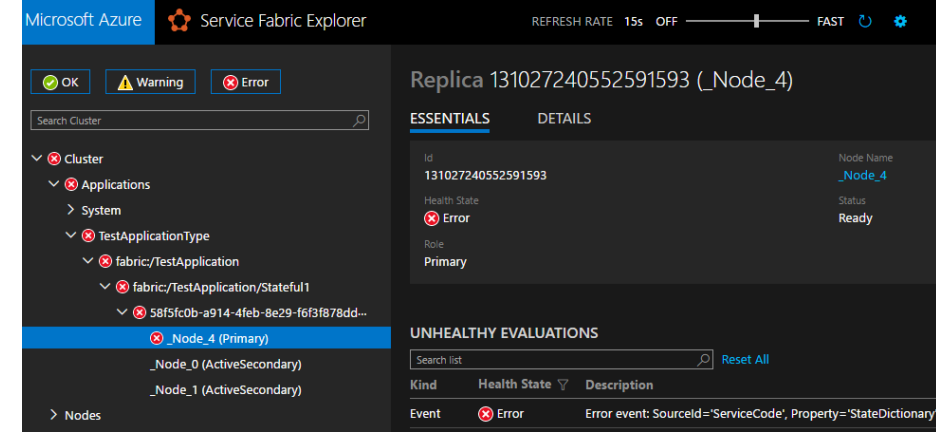 Microsoft Azure
Service Fabric Explorer
REFRESH RATE 15s OFF FAST
OK Warning Error
Search Cluster
Cluster
Applications
System
TestApplicationType
fabric:/TestApplication
fabric:/TestApplication/Stateful1
58f5fc0b-a914-4feb-8e29-f6f3f878dd...
_Node_4 (Primary)
_Node_0 (ActiveSecondary)
_Node_1 (ActiveSecondary)
Nodes
Replica 131027240552591593 (_Node_4)
ESSENTIALS DETAILS
Id
131027240552591593
Health State
Error
Role
Primary
Node Name
_Node_4
Status
Ready
UNHEALTHY EVALUATIONS
Search list Reset All
Kind Health State Description
Event Error Error event: SourceId='ServiceCode', Property='StateDictionary'